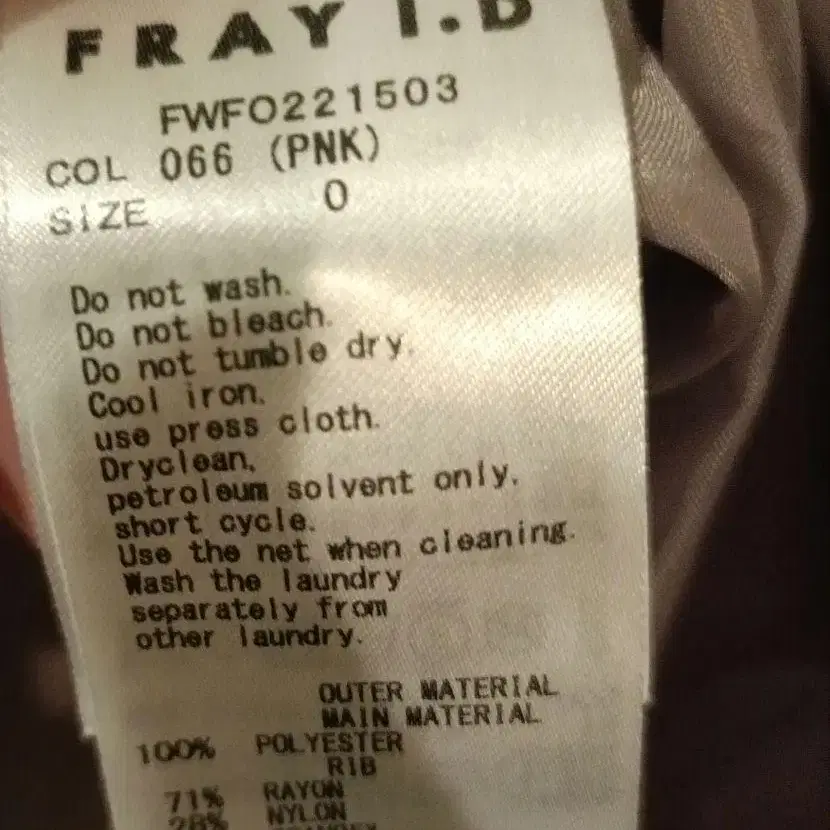 FRAY I.D
FWFO221503
COL 066 (PNK)
SIZE 0
Do not wash.
Do not bleach.
Do not tumble dry.
Cool iron.
use press cloth.
Dryclean.
petroleum solvent only.
short cycle.
Use the net when cleaning.
Wash the laundry
separately from
other laundry.
OUTER MATERIAL
MAIN MATERIAL
100% POLYESTER
RIB
71% RAYON
28% NYLON